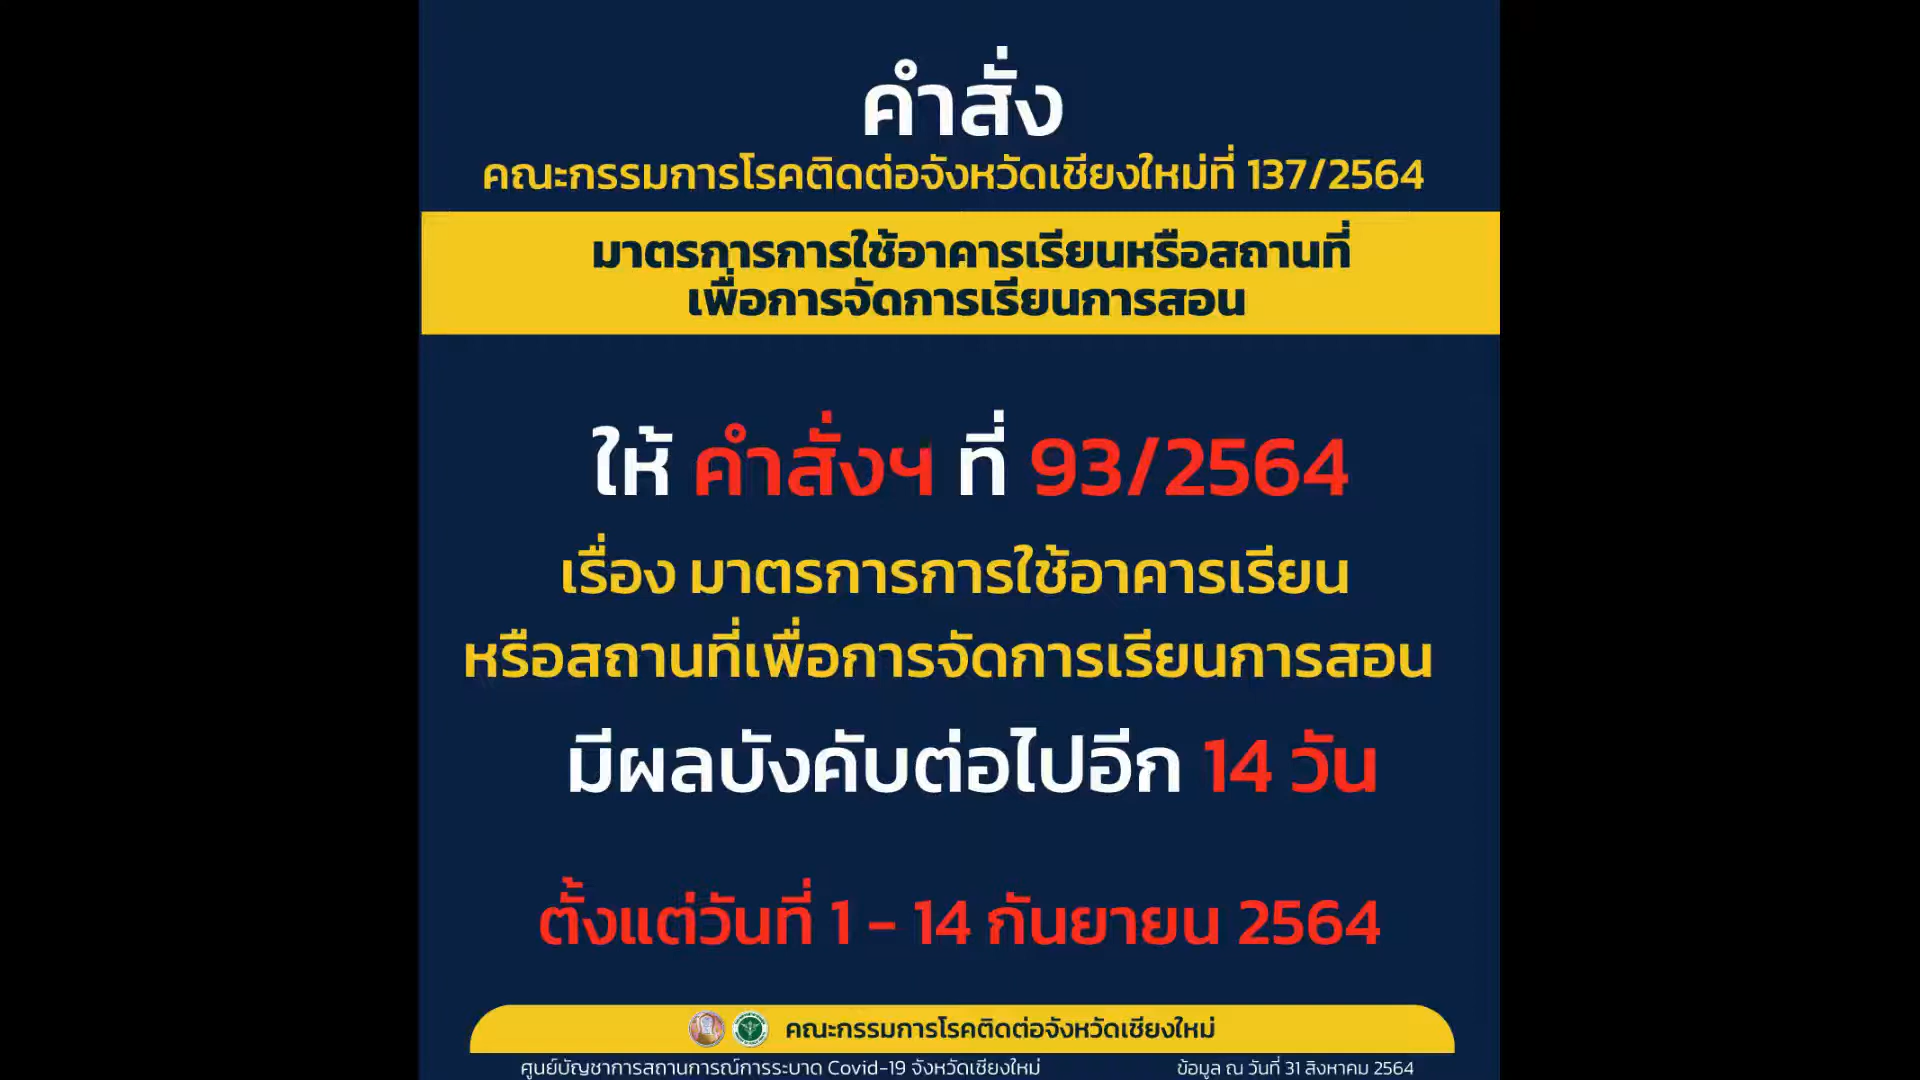 คำสั่ง
คณะกรรมการโรคติดต่อจังหวัดเชียงใหม่ที่ 137/2564
มาตรการการใช้อาคารเรียนหรือสถานที่
เพื่อการจัดการเรียนการสอน
ให้ คำสั่งฯ ที่ 93/2564
เรื่อง มาตรการการใช้อาคารเรียน
หรือสถานที่เพื่อการจัดการเรียนการสอน
มีผลบังคับต่อไปอีก 14 วัน
ตั้งแต่วันที่ 1 - 14 กันยายน 2564
คณะกรรมการโรคติดต่อจังหวัดเชียงใหม่
ศูนย์บัญชาการสถานการณ์การระบาด Covid-19 จังหวัดเชียงใหม่
ข้อมูล ณ วันที่ 31 สิงหาคม 2564